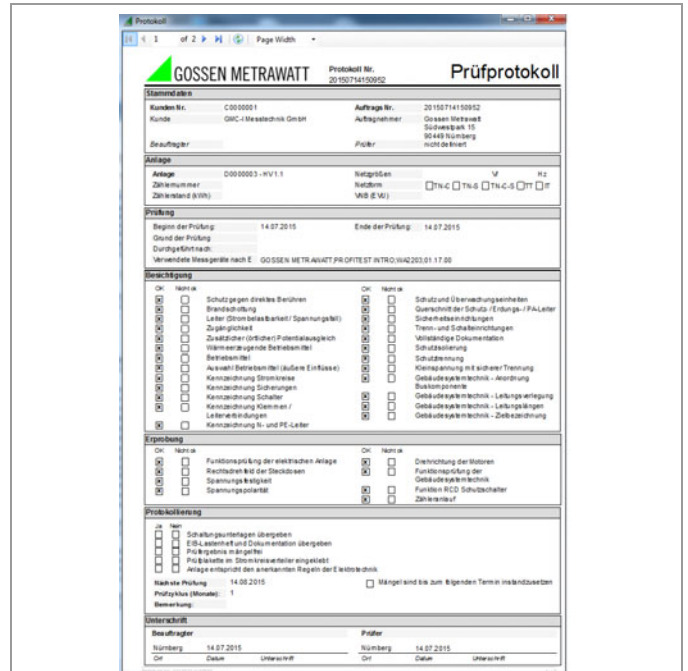 Protokoll
1 of 2 Page Width
GOSSEN METRAWATT
Protokoll Nr.
20150714150952
Prüfprotokoll
Stammdaten
Kunden Nr. C0000001 Auftrags Nr. 20150714150952
Kunde GMC-I Messtechnik GmbH Auftragnehmer Gossen Metrawatt
Südwestpark 15
90449 Nürnberg
Beauftragter Prüfer nicht definiert
Anlage
Anlage D0000003 - HV1.1 Netzgrößen V/ Hz
Zählernummer Netzform TN-C TN-S TN-C-S TT IT
Zählerstand (kWh) VNB (EVU)
Prüfung
Beginn der Prüfung: 14.07.2015 Ende der Prüfung: 14.07.2015
Grund der Prüfung
Durchgeführt nach:
Verwendete Messgeräte nach E GOSSEN METRAWATT;PROFITEST INTRO;WA2203;01.17.00
Besichtigung
OK Nicht ok OK Nicht ok
Schutz gegen direktes Berühren Schutz und Überwachungseinheiten
Brandschottung Querschnitt der Schutz- / Erdungs- / PA-Leiter
Leiter (Strombelastbarkeit / Spannungsfall) Sicherheitseinrichtungen
Zugänglichkeit Trenn- und Schalteinrichtungen
Zusätzlicher (örtlicher) Potentialausgleich Vollständige Dokumentation
Wärmeerzeugende Betriebsmittel Schutzisolierung
Betriebsmittel Schutztrennung
Auswahl Betriebsmittel (äußere Einflüsse) Kleinspannung mit sicherer Trennung
Kennzeichnung Stromkreise Gebäudesystemtechnik - Anordnung
Kennzeichnung Sicherungen Buskomponente
Kennzeichnung Schalter Gebäudesystemtechnik - Leitungsverlegung
Kennzeichnung Klemmen / Gebäudesystemtechnik - Leitungslängen
Leiterverbindungen Gebäudesystemtechnik - Zielbezeichnung
Kennzeichnung N- und PE-Leiter
Erprobung
OK Nicht ok OK Nicht ok
Funktionsprüfung der elektrischen Anlage Drehrichtung der Motoren
Rechtsdrehfeld der Steckdosen Funktionsprüfung der
Spannungsfestigkeit Gebäudesystemtechnik
Spannungspolarität Funktion RCD Schutzschalter
Zähleranlauf
Protokollierung
Ja Nein
Schaltungsunterlagen übergeben
EIB-Lastenheft und Dokumentation übergeben
Prüfergebnis mängelfrei
Prüfplakette im Stromkreisverteiler eingeklebt
Anlage entspricht den anerkannten Regeln der Elektrotechnik
Nächste Prüfung 14.08.2015 Mängel sind bis zum folgenden Termin instandzusetzen
Prüfzyklus (Monate): 1
Bemerkung:
Unterschrift
Beauftragter Prüfer
Nürnberg 14.07.2015 Nürnberg 14.07.2015
Ort Datum Unterschrift Ort Datum Unterschrift